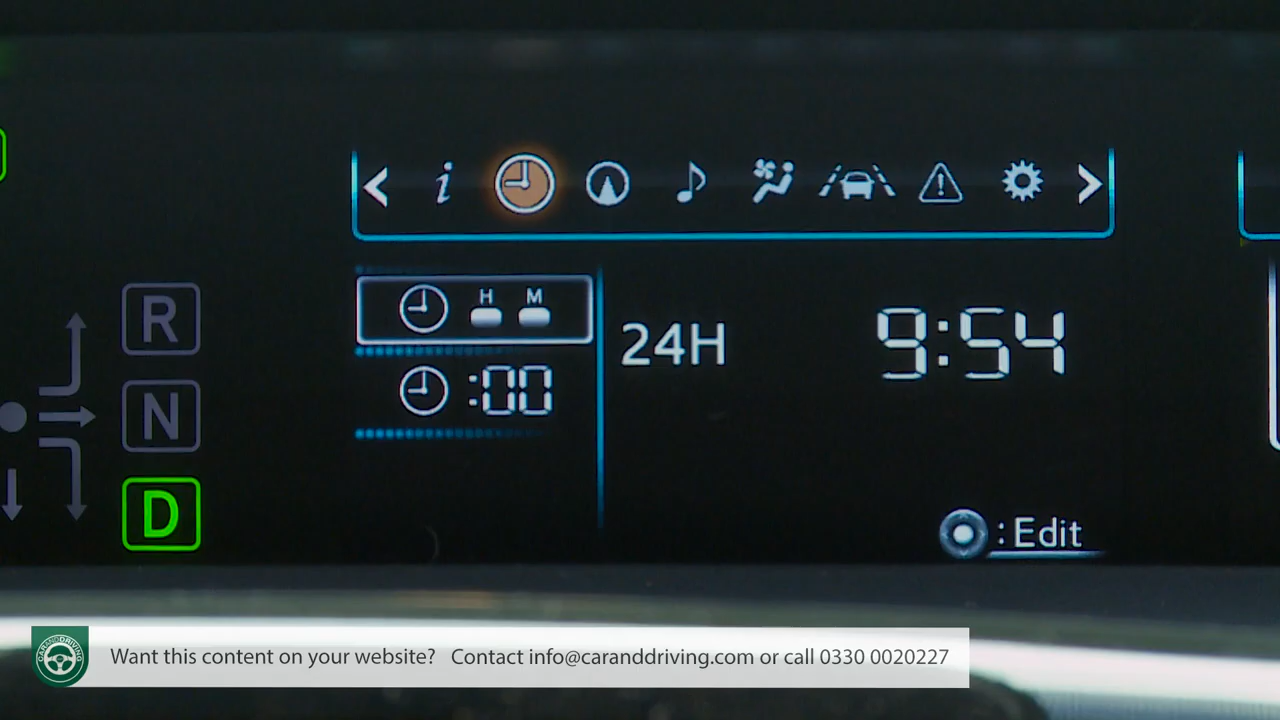 i
H M
24H 9:54
:00
R
N
D
: Edit
CARANDDRIVING
Want this content on your website? Contact info@caranddriving.com or call 0330 0020227